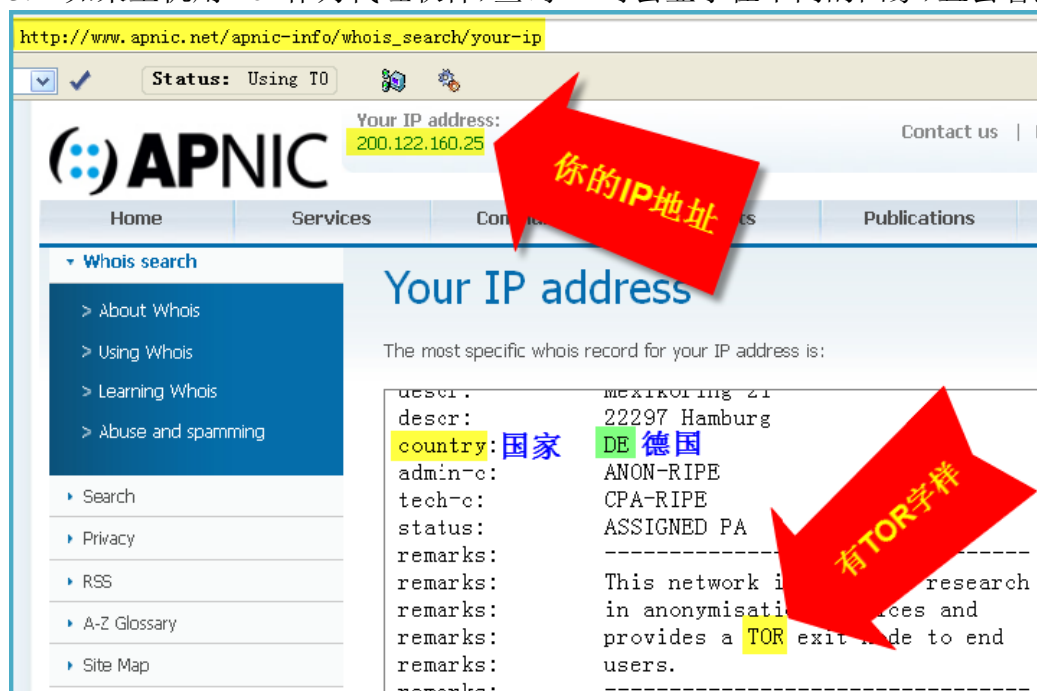 http://www.apnic.net/apnic-info/whois_search/your-ip
Status: Using TO
APNIC
Your IP address:
200.122.160.25
Contact us |
你的IP地址
Home Services Publications
Whois search
> About Whois
> Using Whois
> Learning Whois
> Abuse and spamming
Search
Privacy
RSS
A-Z Glossary
Site Map
Your IP address
The most specific whois record for your IP address is:
descr: 22297 Hamburg
country:国家 DE 德国
admin-c: ANON-RIPE
tech-c: CPA-RIPE
status: ASSIGNED PA
remarks: --------------------------------
remarks: This network research
remarks: in anonymisati ces and
remarks: provides a TOR exit node to end
remarks: users.
有TOR字样